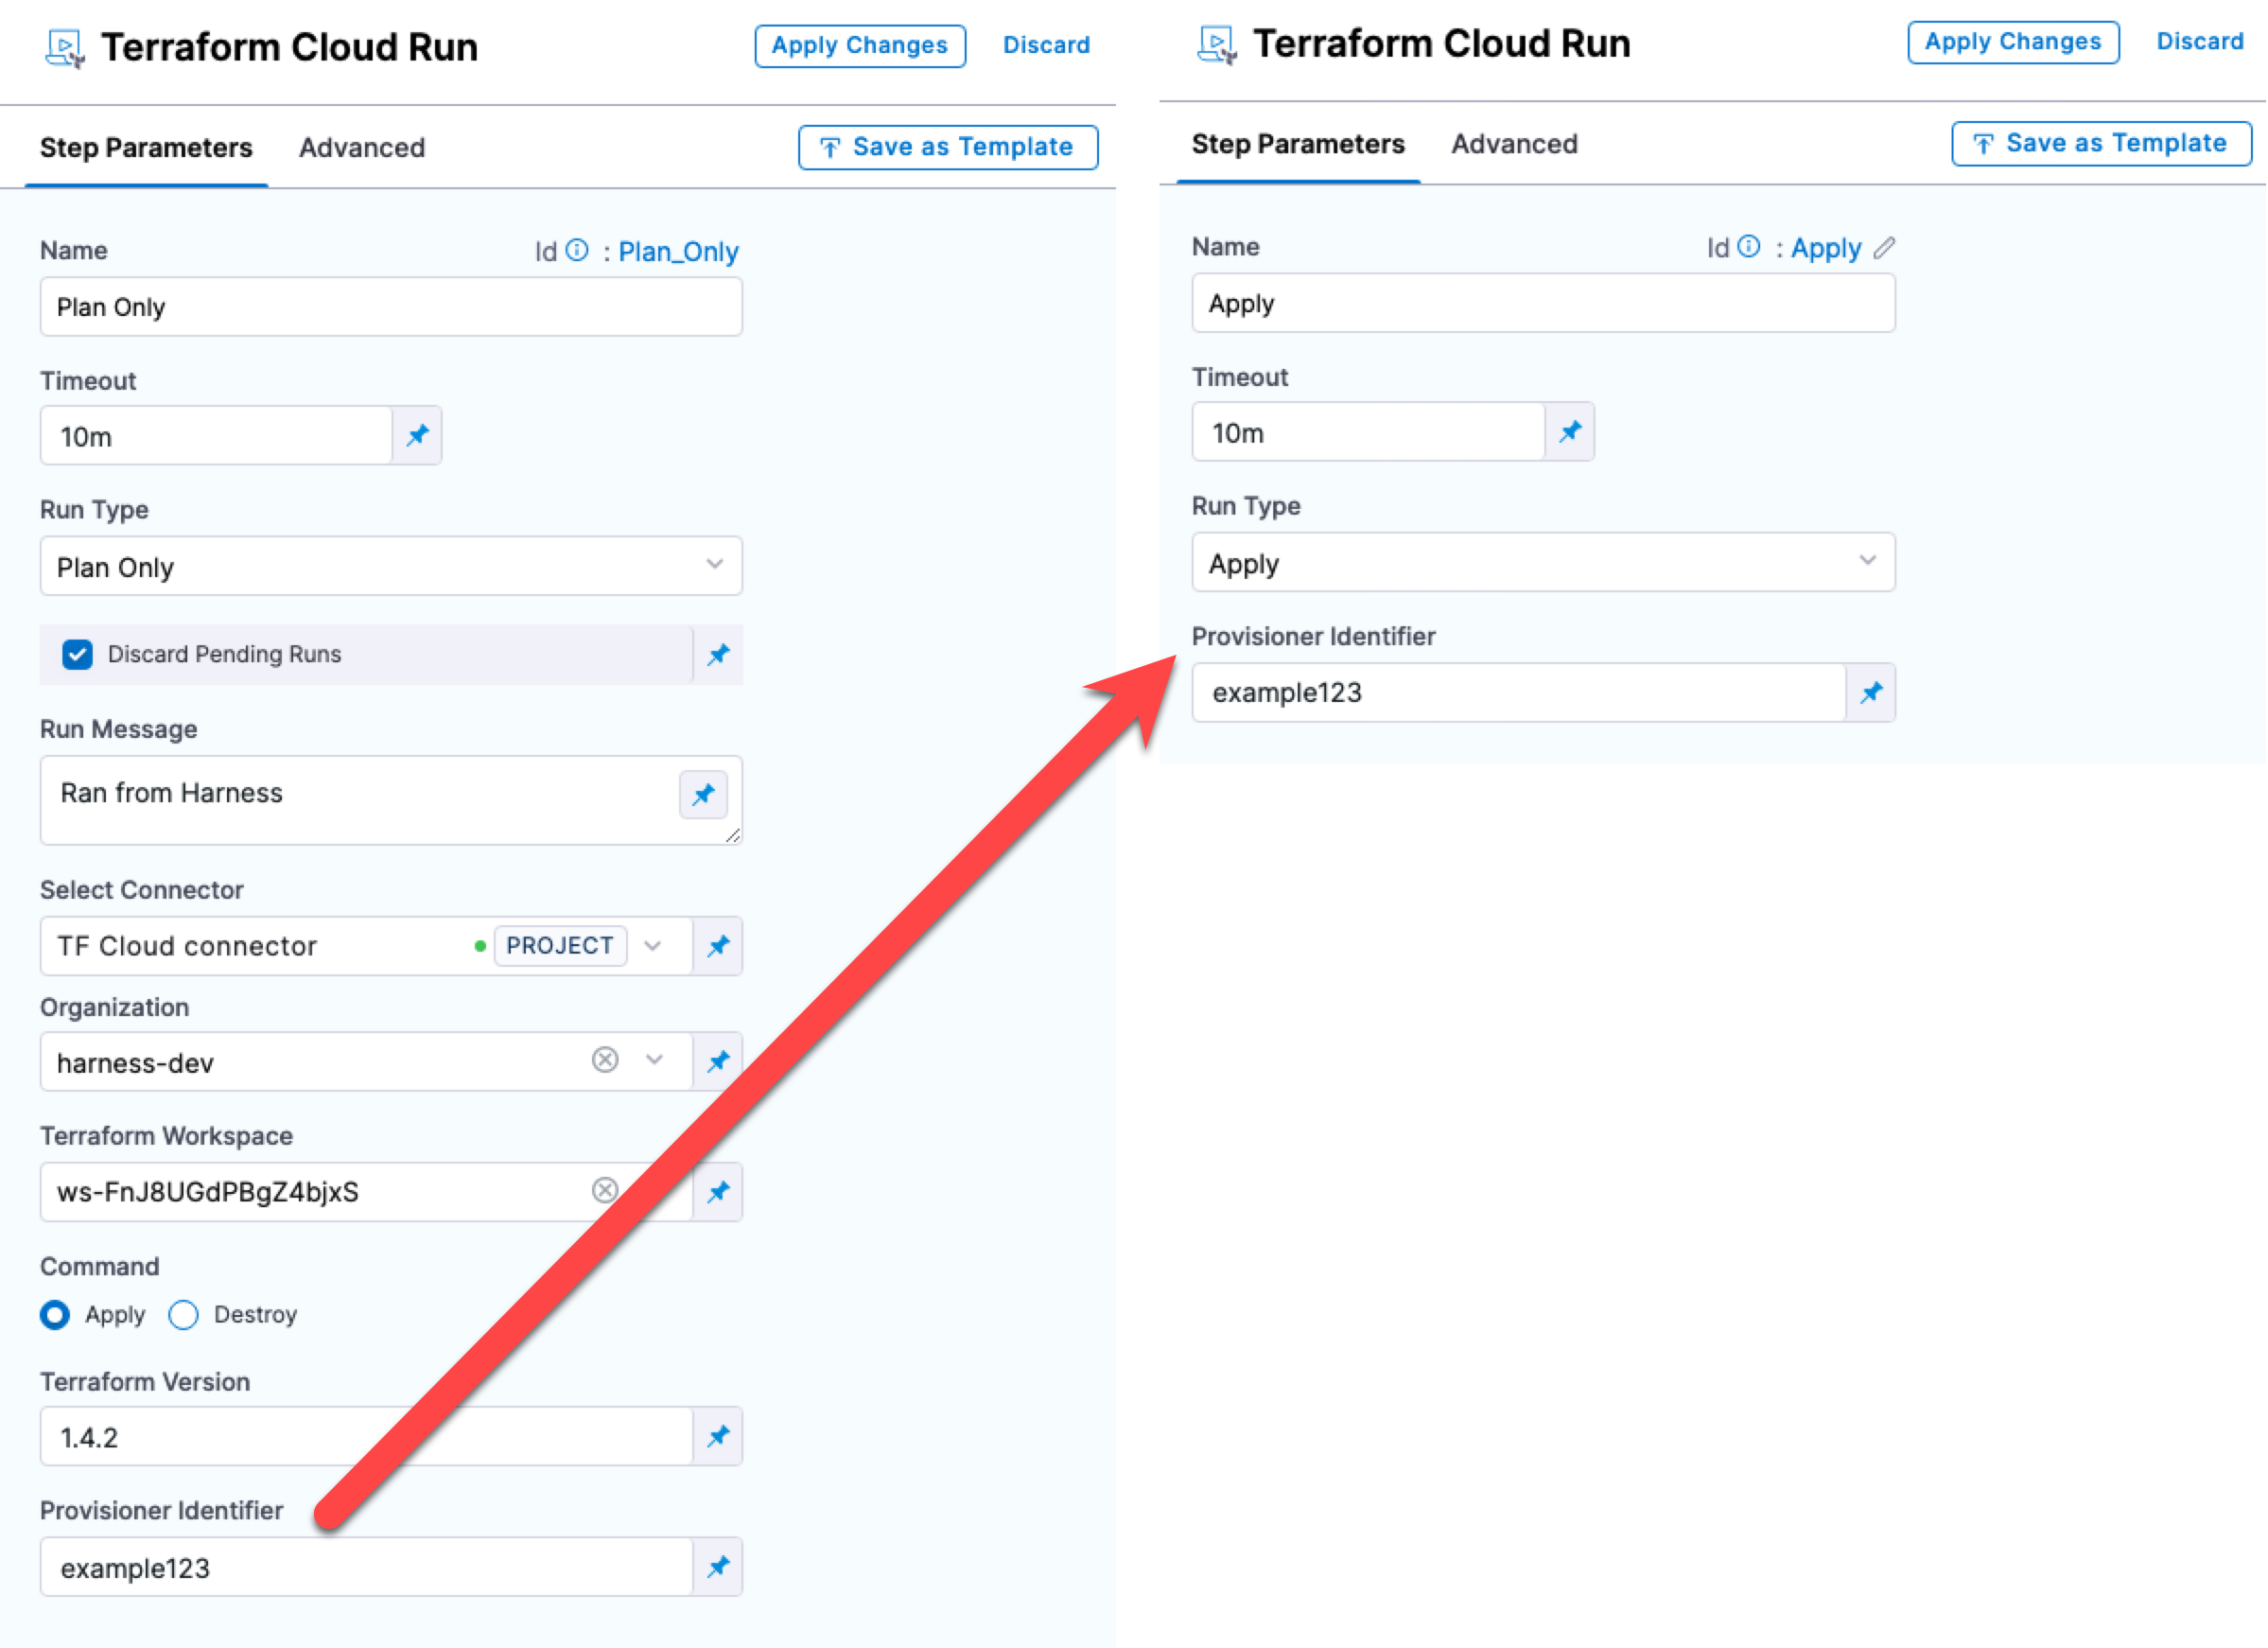 Terraform Cloud Run
Apply Changes
Discard
Step Parameters
Advanced
Save as Template
Name
Id : Plan_Only
Plan Only
Timeout
10m
Run Type
Plan Only
Discard Pending Runs
Run Message
Ran from Harness
Select Connector
TF Cloud connector
PROJECT
Organization
harness-dev
Terraform Workspace
ws-FnJ8UGdPBgZ4bjxS
Command
Apply
Destroy
Terraform Version
1.4.2
Provisioner Identifier
example123
Terraform Cloud Run
Apply Changes
Discard
Step Parameters
Advanced
Save as Template
Name
Id : Apply
Apply
Timeout
10m
Run Type
Apply
Provisioner Identifier
example123